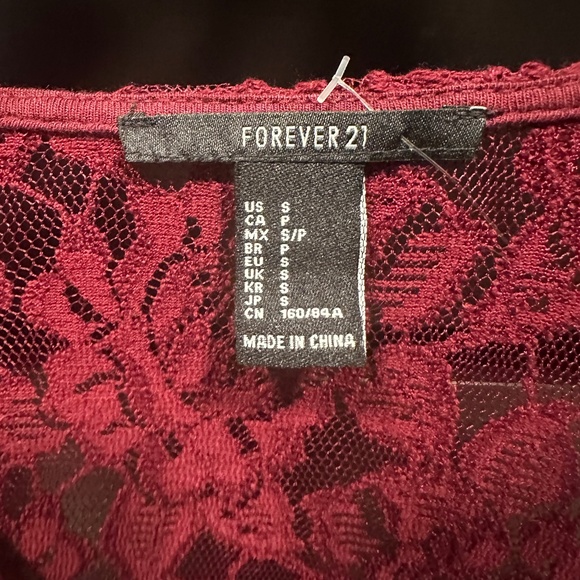 FOREVER 21
US S
CA P
MX S/P
BR P
EU S
UK S
KR S
JP S
CN 160/84A
MADE IN CHINA